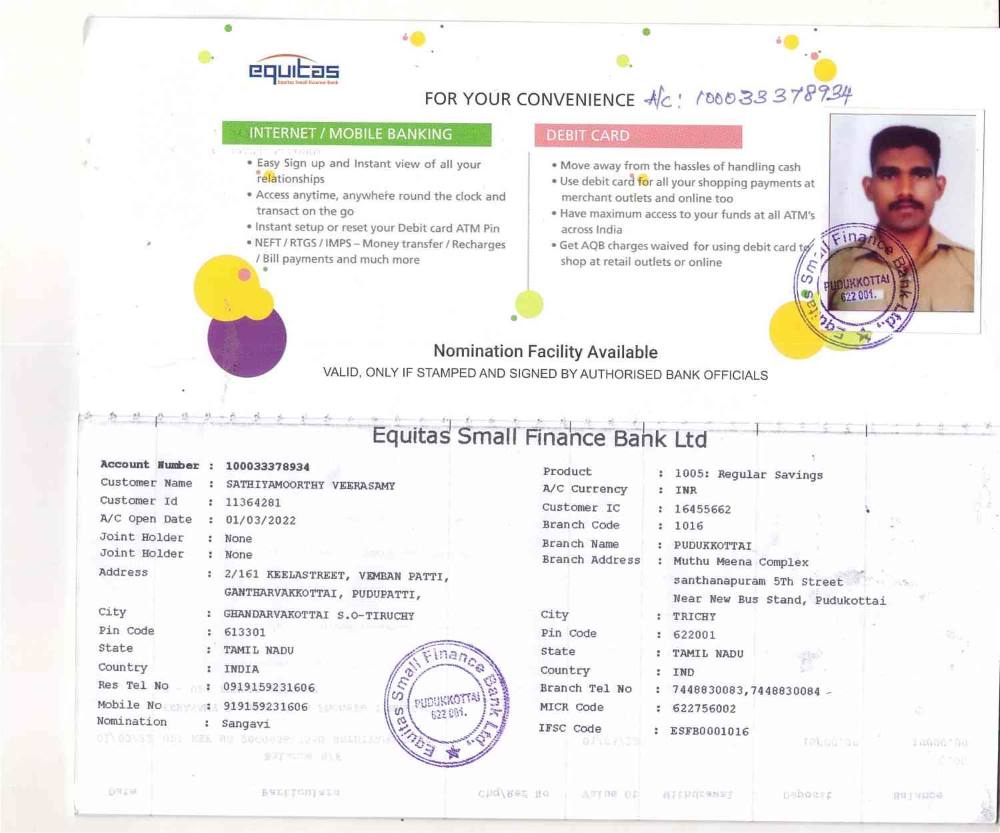 equitas
Equitas Small Finance Bank
FOR YOUR CONVENIENCE A/c: 100033378934
INTERNET / MOBILE BANKING
• Easy Sign up and Instant view of all your
relationships
• Access anytime, anywhere round the clock and
transact on the go
• Instant setup or reset your Debit card ATM Pin
• NEFT / RTGS / IMPS – Money transfer / Recharges
/ Bill payments and much more
DEBIT CARD
• Move away from the hassles of handling cash
• Use debit card for all your shopping payments at
merchant outlets and online too
• Have maximum access to your funds at all ATM's
across India
• Get AQB charges waived for using debit card to
shop at retail outlets or online
Equitas Small Finance Bank Ltd.,
PUDUKKOTTAI
622 001.
Nomination Facility Available
VALID, ONLY IF STAMPED AND SIGNED BY AUTHORISED BANK OFFICIALS
Equitas Small Finance Bank Ltd
Account Number : 100033378934
Customer Name : SATHIYAMOORTHY VEERASAMY
Customer Id : 11364281
A/C Open Date : 01/03/2022
Joint Holder : None
Joint Holder : None
Address : 2/161 KEELASTREET, VEMBAN PATTI,
GANTHARVAKKOTTAI, PUDUPATTI,
City : GHANDARVAKOTTAI S.O-TIRUCHY
Pin Code : 613301
State : TAMIL NADU
Country : INDIA
Res Tel No : 0919159231606
Mobile No : 919159231606
Nomination : Sangavi
Product : 1005: Regular Savings
A/C Currency : INR
Customer IC : 16455662
Branch Code : 1016
Branch Name : PUDUKKOTTAI
Branch Address : Muthu Meena Complex
santhanapuram 5Th Street
Near New Bus Stand, Pudukottai
City : TRICHY
Pin Code : 622001
State : TAMIL NADU
Country : IND
Branch Tel No : 7448830083,7448830084 -
MICR Code : 622756002
IFSC Code : ESFB0001016
Equitas Small Finance Bank Ltd.,
PUDUKKOTTAI
622 001.